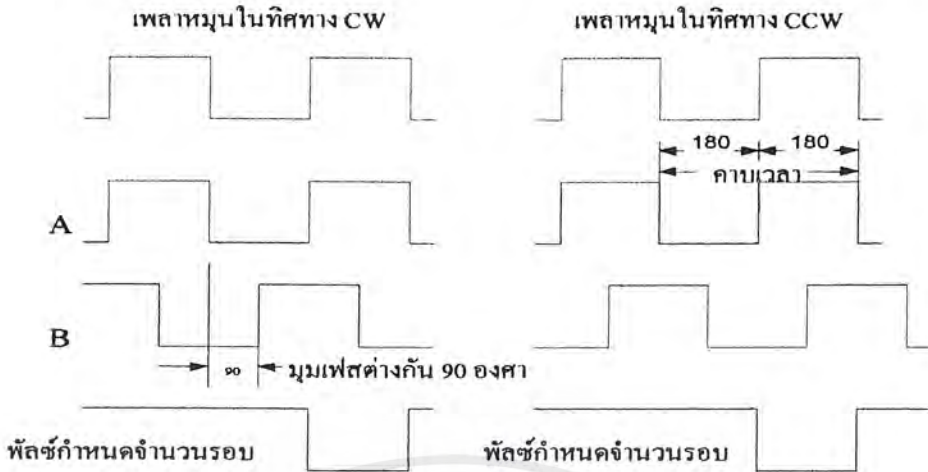 เพลาหมุนในทิศทาง CW
เพลาหมุนในทิศทาง CCW
180 180
คาบเวลา
A
B
90 มุมเฟสต่างกัน 90 องศา
พัลซ์กำหนดจำนวนรอบ
พัลซ์กำหนดจำนวนรอบ